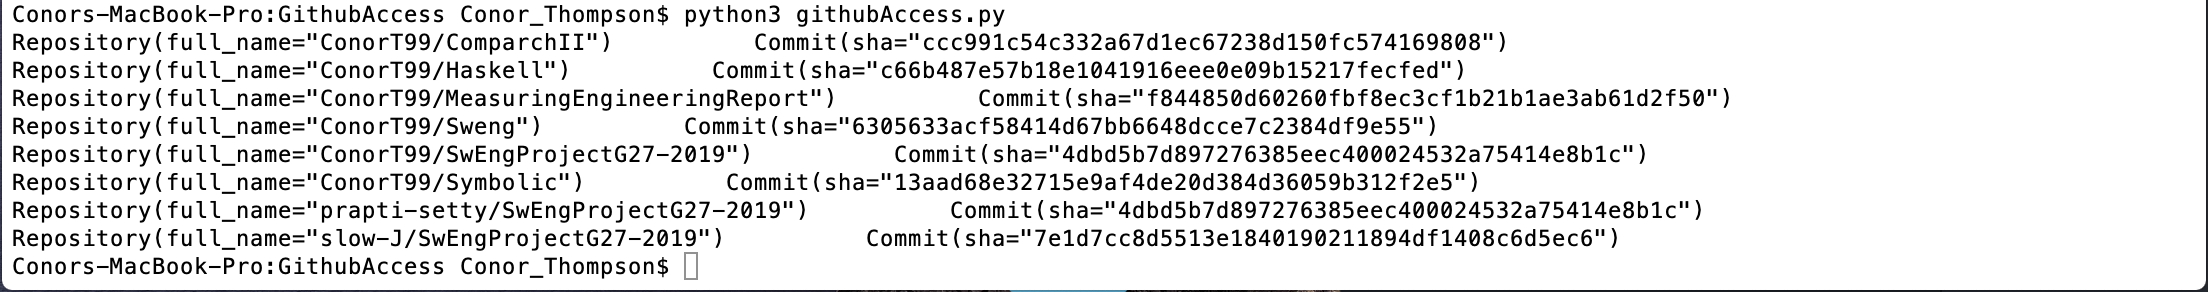 Conors-MacBook-Pro:GithubAccess Conor_Thompson$ python3 githubAccess.py
Repository(full_name="ConorT99/ComparchII")          Commit(sha="ccc991c54c332a67d1ec67238d150fc574169808")
Repository(full_name="ConorT99/Haskell")          Commit(sha="c66b487e57b18e1041916eee0e09b15217fecfed")
Repository(full_name="ConorT99/MeasuringEngineeringReport")          Commit(sha="f844850d60260fbf8ec3cf1b21b1ae3ab61d2f50")
Repository(full_name="ConorT99/Sweng")          Commit(sha="6305633acf58414d67bb6648dcce7c2384df9e55")
Repository(full_name="ConorT99/SwEngProjectG27-2019")          Commit(sha="4dbd5b7d897276385eec400024532a75414e8b1c")
Repository(full_name="ConorT99/Symbolic")          Commit(sha="13aad68e32715e9af4de20d384d36059b312f2e5")
Repository(full_name="prapti-setty/SwEngProjectG27-2019")          Commit(sha="4dbd5b7d897276385eec400024532a75414e8b1c")
Repository(full_name="slow-J/SwEngProjectG27-2019")          Commit(sha="7e1d7cc8d5513e1840190211894df1408c6d5ec6")
Conors-MacBook-Pro:GithubAccess Conor_Thompson$